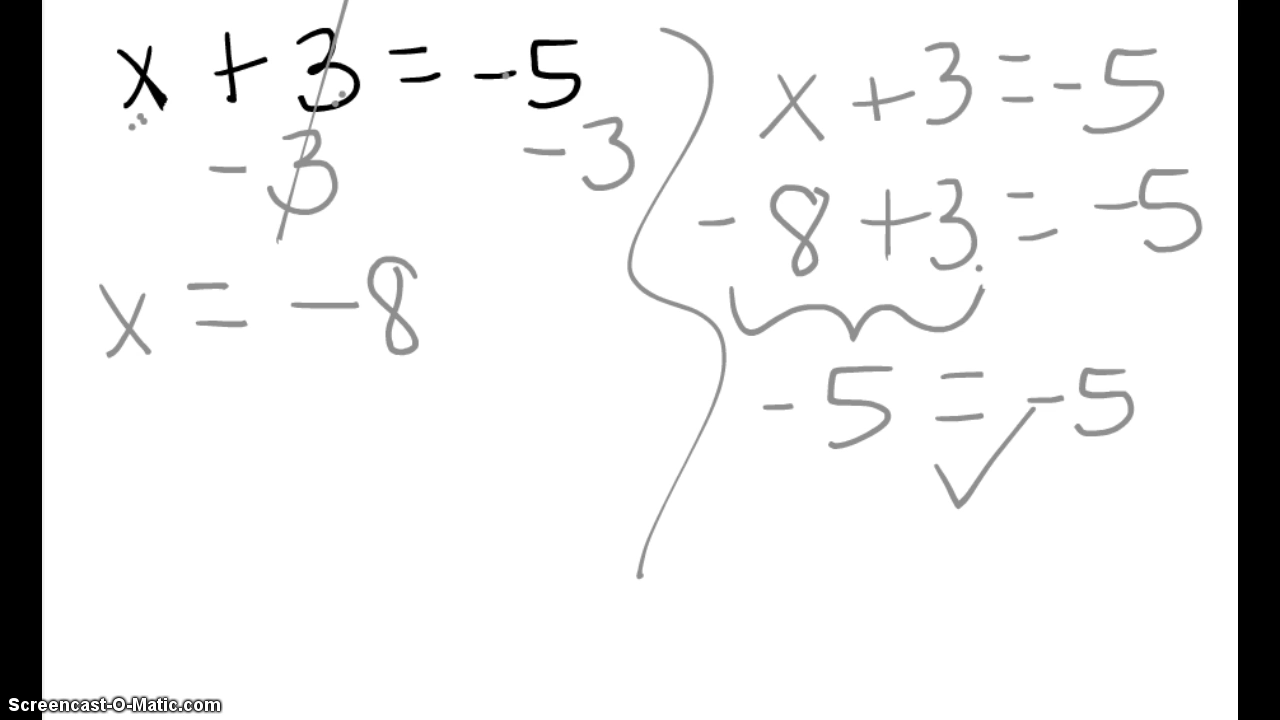 x + 3 = -5
- 3 - 3
x = - 8
x + 3 = - 5
- 8 + 3 = - 5
- 5 = - 5
Screencast-O-Matic.com